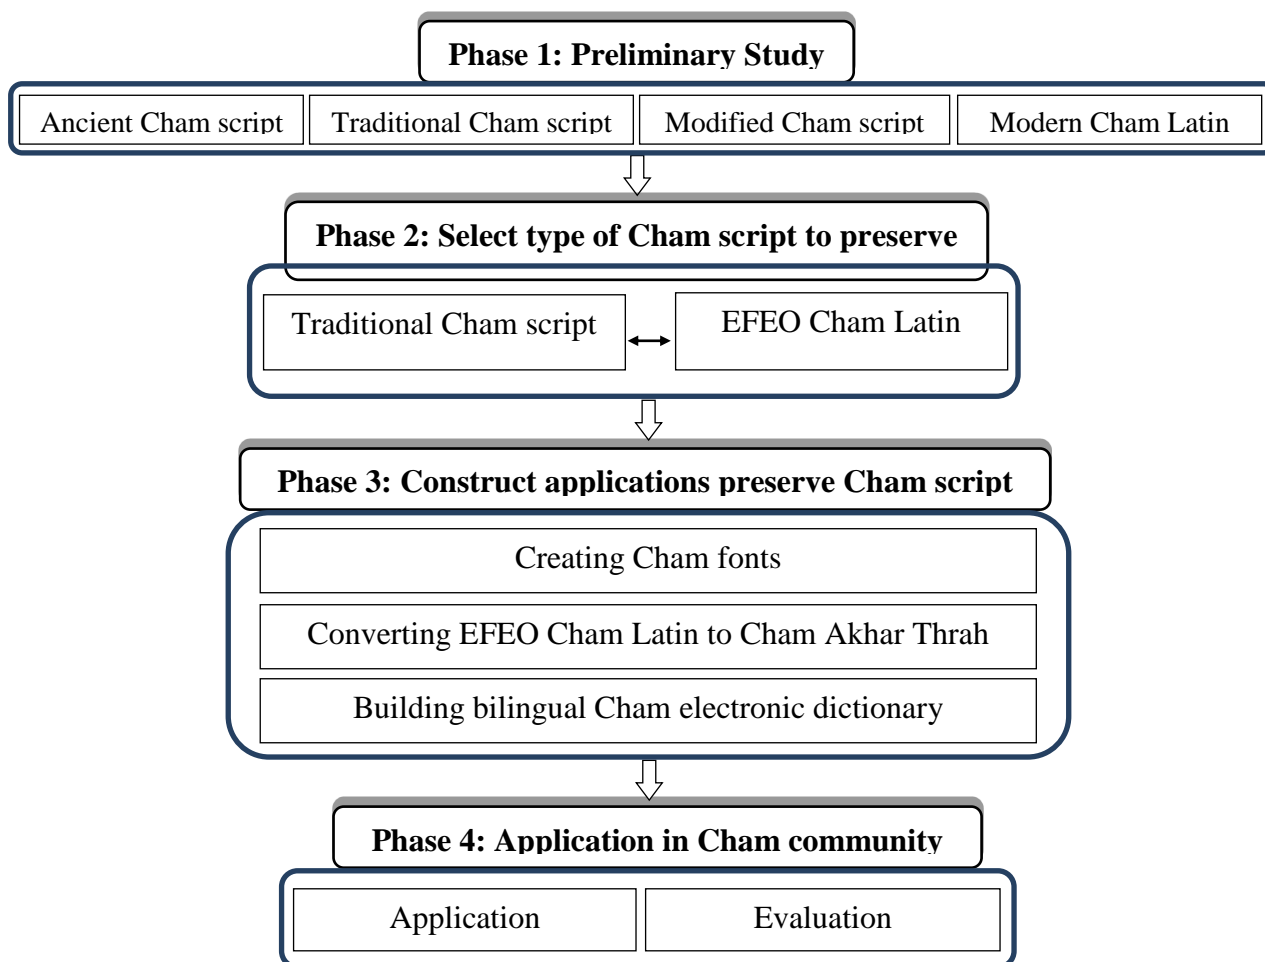 Phase 1: Preliminary Study
Ancient Cham script
Traditional Cham script
Modified Cham script
Modern Cham Latin
Phase 2: Select type of Cham script to preserve
Traditional Cham script
EFEO Cham Latin
Phase 3: Construct applications preserve Cham script
Creating Cham fonts
Converting EFEO Cham Latin to Cham Akhar Thrah
Building bilingual Cham electronic dictionary
Phase 4: Application in Cham community
Application
Evaluation